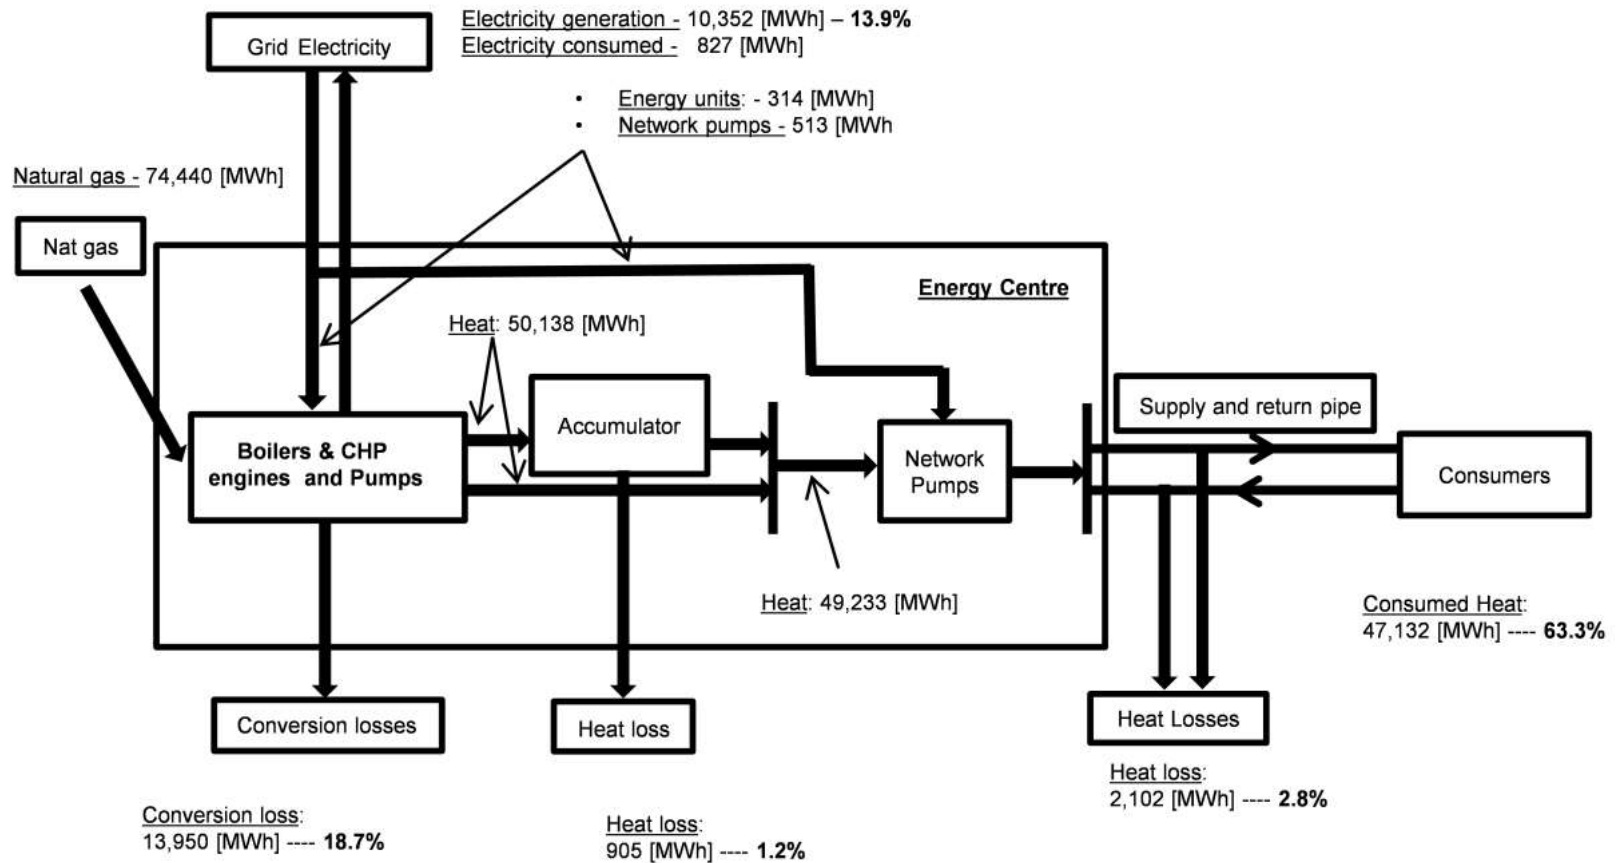 Electricity generation - 10,352 [MWh] – 13.9%
Electricity consumed - 827 [MWh]
Grid Electricity
• Energy units: - 314 [MWh]
• Network pumps - 513 [MWh
Natural gas - 74,440 [MWh]
Nat gas
Energy Centre
Heat: 50,138 [MWh]
Supply and return pipe
Accumulator
Boilers & CHP
engines and Pumps
Network
Pumps
Consumers
Heat: 49,233 [MWh]
Consumed Heat:
47,132 [MWh] ---- 63.3%
Conversion losses
Heat loss
Heat Losses
Heat loss:
2,102 [MWh] ---- 2.8%
Conversion loss:
13,950 [MWh] ---- 18.7%
Heat loss:
905 [MWh] ---- 1.2%